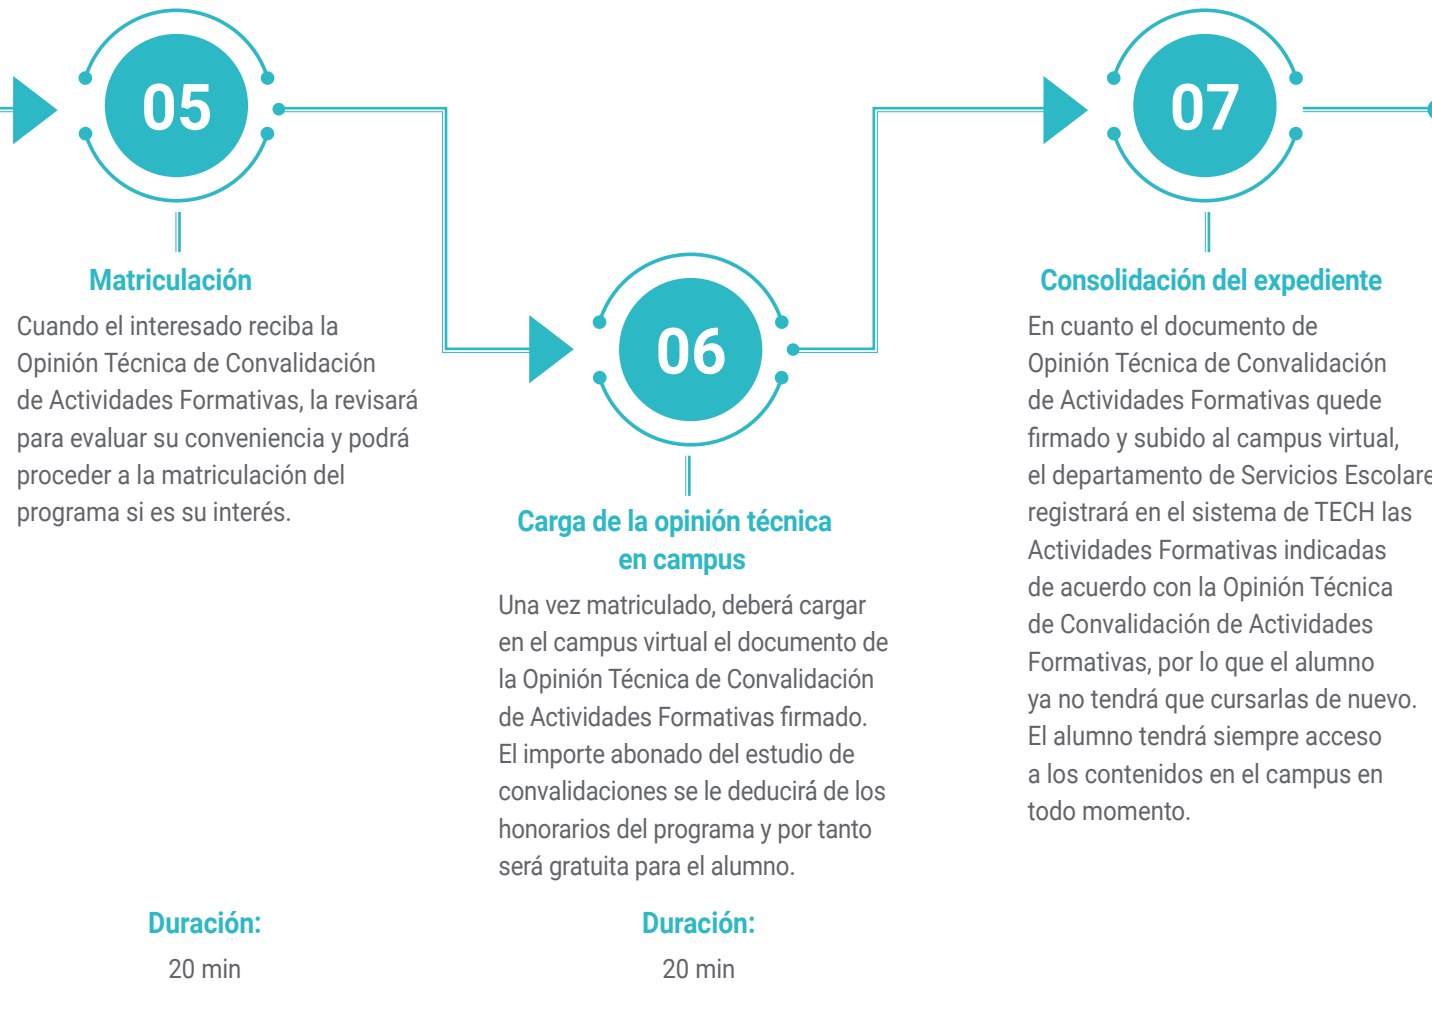 05
Matriculación
Cuando el interesado reciba la
Opinión Técnica de Convalidación
de Actividades Formativas, la revisará
para evaluar su conveniencia y podrá
proceder a la matriculación del
programa si es su interés.
Duración:
20 min
06
Carga de la opinión técnica
en campus
Una vez matriculado, deberá cargar
en el campus virtual el documento de
la Opinión Técnica de Convalidación
de Actividades Formativas firmado.
El importe abonado del estudio de
convalidaciones se le deducirá de los
honorarios del programa y por tanto
será gratuita para el alumno.
Duración:
20 min
07
Consolidación del expediente
En cuanto el documento de
Opinión Técnica de Convalidación
de Actividades Formativas quede
firmado y subido al campus virtual,
el departamento de Servicios Escolare
registrará en el sistema de TECH las
Actividades Formativas indicadas
de acuerdo con la Opinión Técnica
de Convalidación de Actividades
Formativas, por lo que el alumno
ya no tendrá que cursarlas de nuevo.
El alumno tendrá siempre acceso
a los contenidos en el campus en
todo momento.